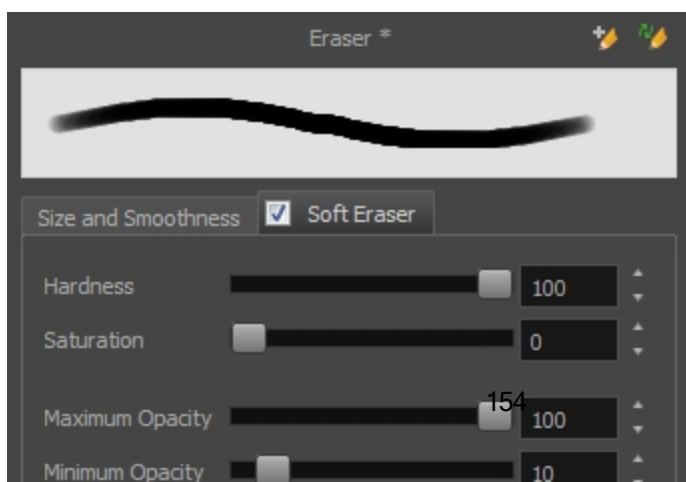 Eraser *
Size and Smoothness Soft Eraser
Hardness 100
Saturation 0
154
Maximum Opacity 100
Minimum Opacity 10